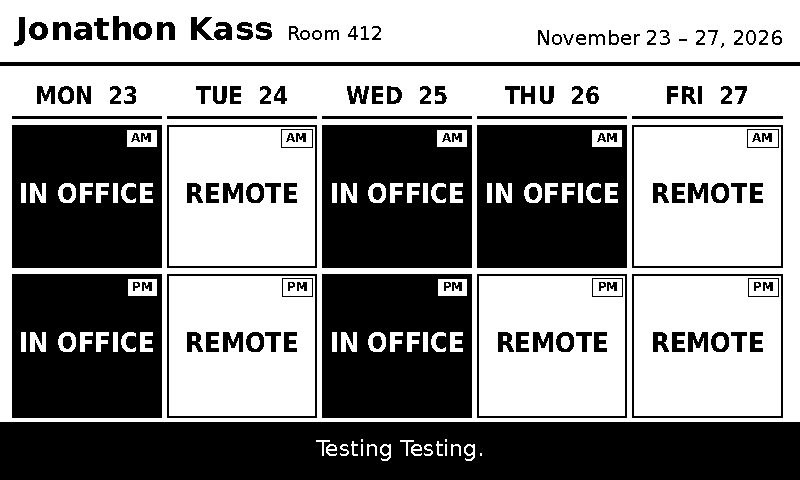 Jonathon Kass Room 412
November 23 – 27, 2026
MON 23 TUE 24 WED 25 THU 26 FRI 27
AM AM AM AM AM
IN OFFICE REMOTE IN OFFICE IN OFFICE REMOTE
PM PM PM PM PM
IN OFFICE REMOTE IN OFFICE REMOTE REMOTE
Testing Testing.